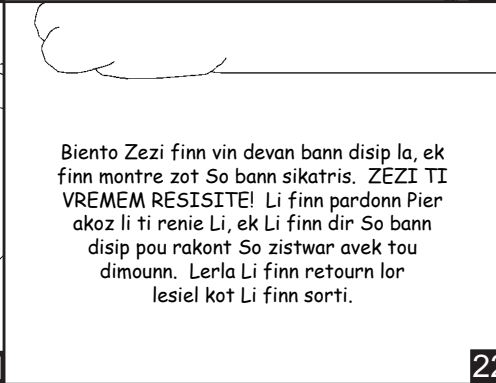 Biento Zezi finn vin devan bann disip la, ek
finn montre zot So bann sikatris.  ZEZI TI
VREMEM RESISITE!  Li finn pardonn Pier
akoz li ti renie Li, ek Li finn dir So bann
disip pou rakont So zistwar avek tou
dimounn.  Lerla Li finn retourn lor
lesiel kot Li finn sorti.